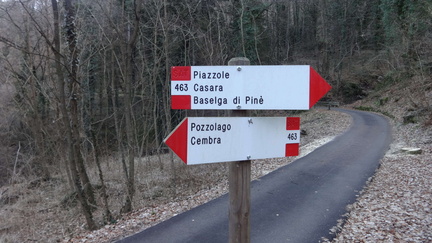 Piazzole
463 Casara
Baselga di Pinè
Pozzolago
Cembra 463